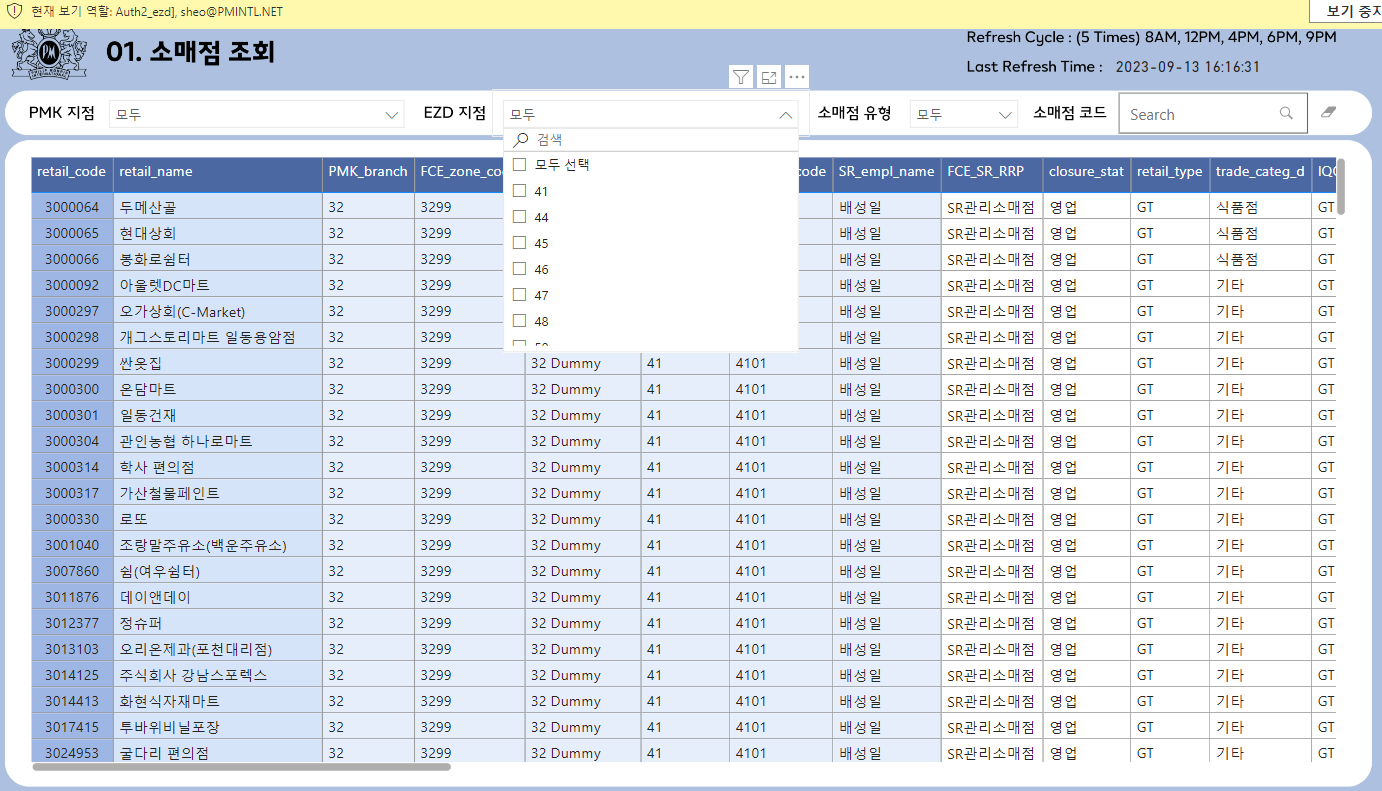 현재 보기 역할: Auth2_ezd], sheo@PMINTL.NET
보기 중지
01. 소매점 조회
Refresh Cycle : (5 Times) 8AM, 12PM, 4PM, 6PM, 9PM
Last Refresh Time : 2023-09-13 16:16:31
PMK 지점 모두 EZD 지점 모두 소매점 유형 모두 소매점 코드 Search
검색
모두 선택
41
44
45
46
47
48
retail_code retail_name PMK_branch FCE_zone_co code SR_empl_name FCE_SR_RRP closure_stat retail_type trade_categ_d IQO
3000064 두메산골 32 3299 배성일 SR관리소매점 영업 GT 식품점 GT
3000065 현대상회 32 3299 배성일 SR관리소매점 영업 GT 식품점 GT
3000066 봉화로쉼터 32 3299 배성일 SR관리소매점 영업 GT 식품점 GT
3000092 아울렛DC마트 32 3299 배성일 SR관리소매점 영업 GT 기타 GT
3000297 오가상회(C-Market) 32 3299 배성일 SR관리소매점 영업 GT 기타 GT
3000298 개그스토리마트 일동용암점 32 3299 배성일 SR관리소매점 영업 GT 기타 GT
3000299 싼옷집 32 3299 32 Dummy 41 4101 배성일 SR관리소매점 영업 GT 기타 GT
3000300 온담마트 32 3299 32 Dummy 41 4101 배성일 SR관리소매점 영업 GT 기타 GT
3000301 일동건재 32 3299 32 Dummy 41 4101 배성일 SR관리소매점 영업 GT 기타 GT
3000304 관인농협 하나로마트 32 3299 32 Dummy 41 4101 배성일 SR관리소매점 영업 GT 기타 GT
3000314 학사 편의점 32 3299 32 Dummy 41 4101 배성일 SR관리소매점 영업 GT 기타 GT
3000317 가산철물페인트 32 3299 32 Dummy 41 4101 배성일 SR관리소매점 영업 GT 기타 GT
3000330 로또 32 3299 32 Dummy 41 4101 배성일 SR관리소매점 영업 GT 기타 GT
3001040 조랑말주유소(백운주유소) 32 3299 32 Dummy 41 4101 배성일 SR관리소매점 영업 GT 기타 GT
3007860 쉼(여우쉼터) 32 3299 32 Dummy 41 4101 배성일 SR관리소매점 영업 GT 기타 GT
3011876 데이앤데이 32 3299 32 Dummy 41 4101 배성일 SR관리소매점 영업 GT 기타 GT
3012377 정슈퍼 32 3299 32 Dummy 41 4101 배성일 SR관리소매점 영업 GT 기타 GT
3013103 오리온제과(포천대리점) 32 3299 32 Dummy 41 4101 배성일 SR관리소매점 영업 GT 기타 GT
3014125 주식회사 강남스포렉스 32 3299 32 Dummy 41 4101 배성일 SR관리소매점 영업 GT 기타 GT
3014413 화현식자재마트 32 3299 32 Dummy 41 4101 배성일 SR관리소매점 영업 GT 기타 GT
3017415 투바위비닐포장 32 3299 32 Dummy 41 4101 배성일 SR관리소매점 영업 GT 기타 GT
3024953 굴다리 편의점 32 3299 32 Dummy 41 4101 배성일 SR관리소매점 영업 GT 기타 GT